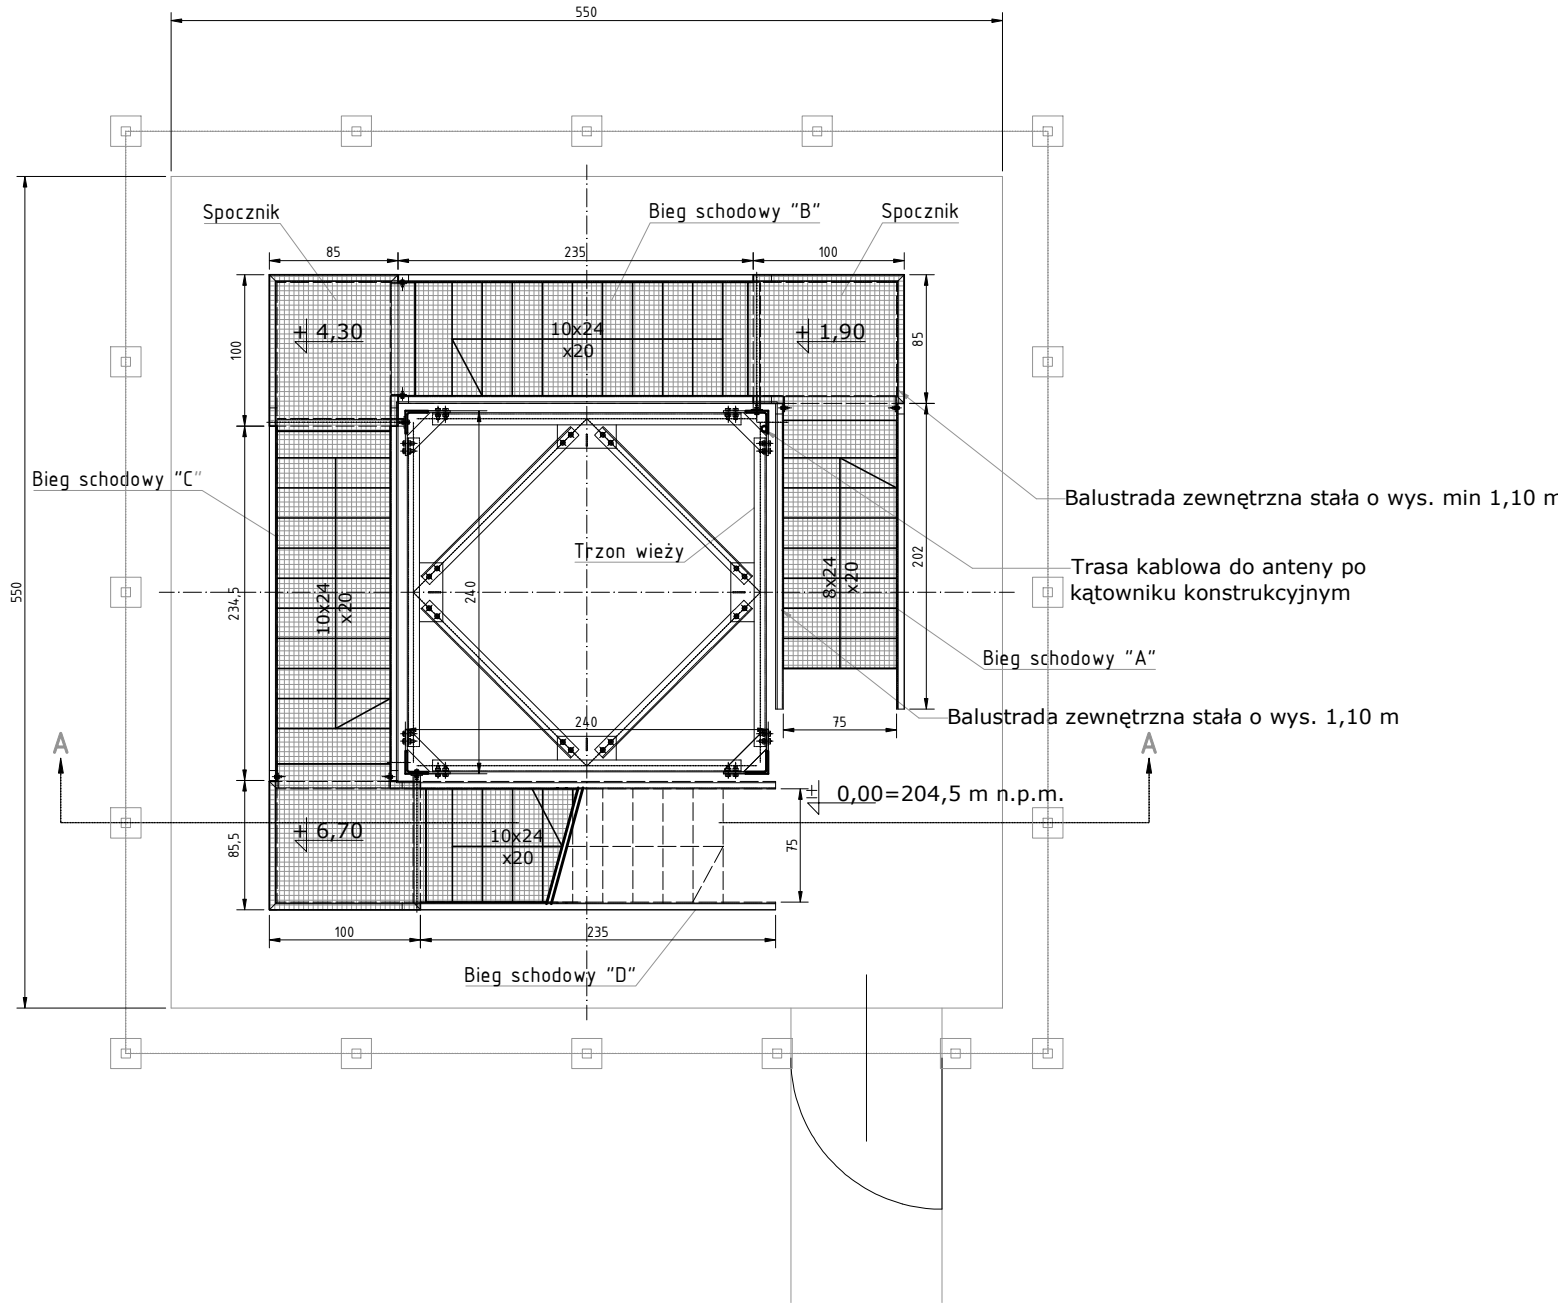 550
Spocznik
Bieg schodowy "B"
Spocznik
85
235
100
+ 4,30
10x24
x20
+ 1,90
100
85
Bieg schodowy "C"
Balustrada zewnętrzna stała o wys. min 1,10 m
Trzon wieży
202
Trasa kablowa do anteny po
kątowniku konstrukcyjnym
550
234,5
10x24
x20
240
8x24
x20
Bieg schodowy "A"
240
75
Balustrada zewnętrzna stała o wys. 1,10 m
A
A
± 0,00=204,5 m n.p.m.
+ 6,70
10x24
x20
85,5
75
100
235
Bieg schodowy "D"